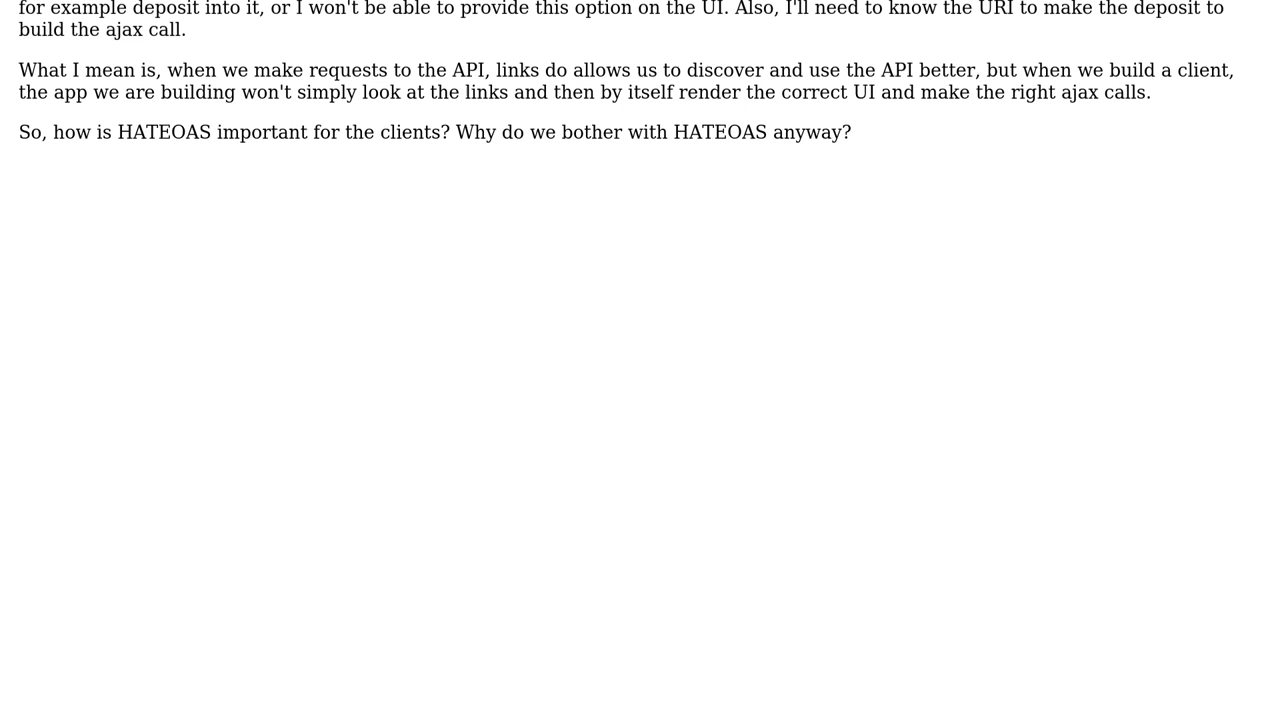 for example deposit into it, or I won't be able to provide this option on the UI. Also, I'll need to know the URI to make the deposit to
build the ajax call.
What I mean is, when we make requests to the API, links do allows us to discover and use the API better, but when we build a client,
the app we are building won't simply look at the links and then by itself render the correct UI and make the right ajax calls.
So, how is HATEOAS important for the clients? Why do we bother with HATEOAS anyway?